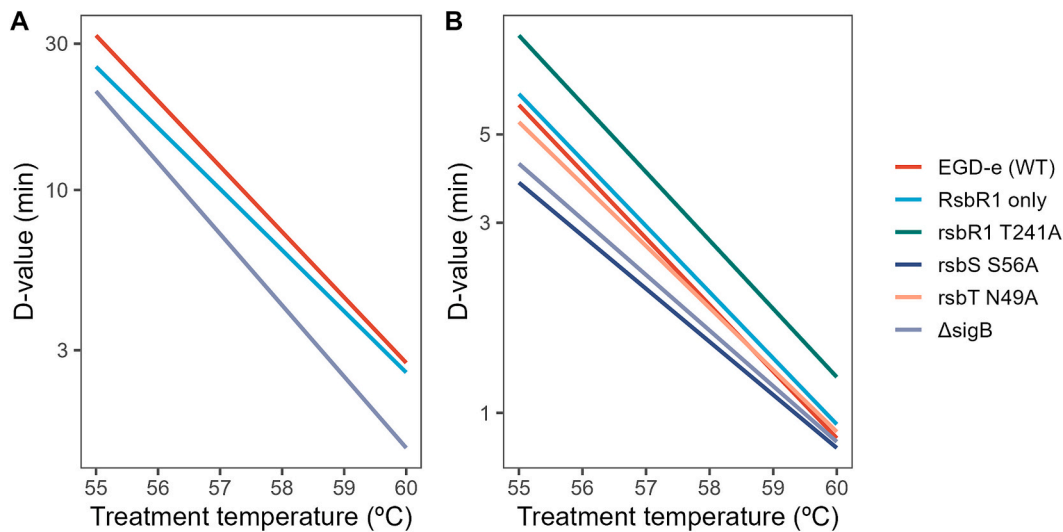 A
30
10
3
D-value (min)
55 56 57 58 59 60
Treatment temperature (ºC)
B
5
3
1
D-value (min)
55 56 57 58 59 60
Treatment temperature (ºC)
EGD-e (WT)
RsbR1 only
rsbR1 T241A
rsbS S56A
rsbT N49A
ΔsigB